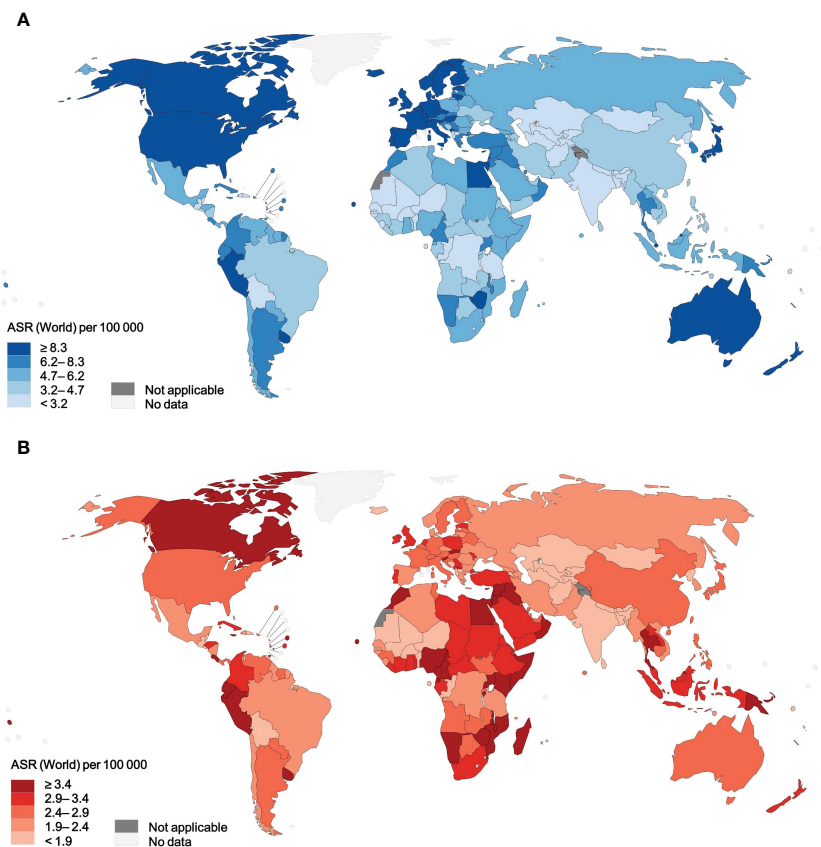 A
ASR (World) per 100 000
≥ 8.3
6.2– 8.3
4.7– 6.2
3.2– 4.7
< 3.2
Not applicable
No data
B
ASR (World) per 100 000
≥ 3.4
2.9– 3.4
2.4– 2.9
1.9– 2.4
< 1.9
Not applicable
No data